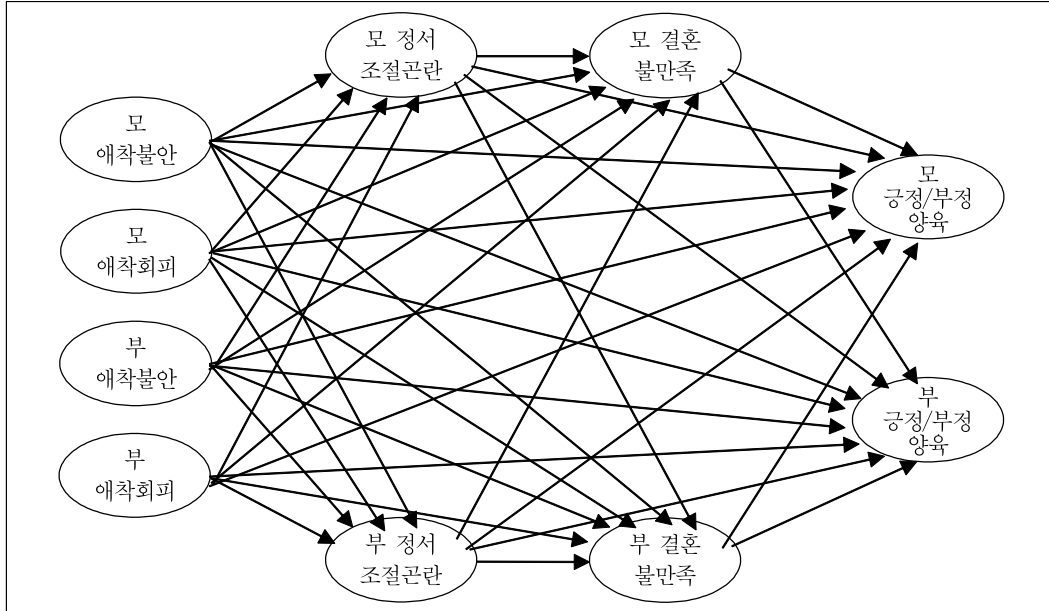 모 정서
조절곤란
모 결혼
불만족
모
애착불안
모
긍정/부정
양육
모
애착회피
부
애착불안
부
긍정/부정
양육
부
애착회피
부 정서
조절곤란
부 결혼
불만족